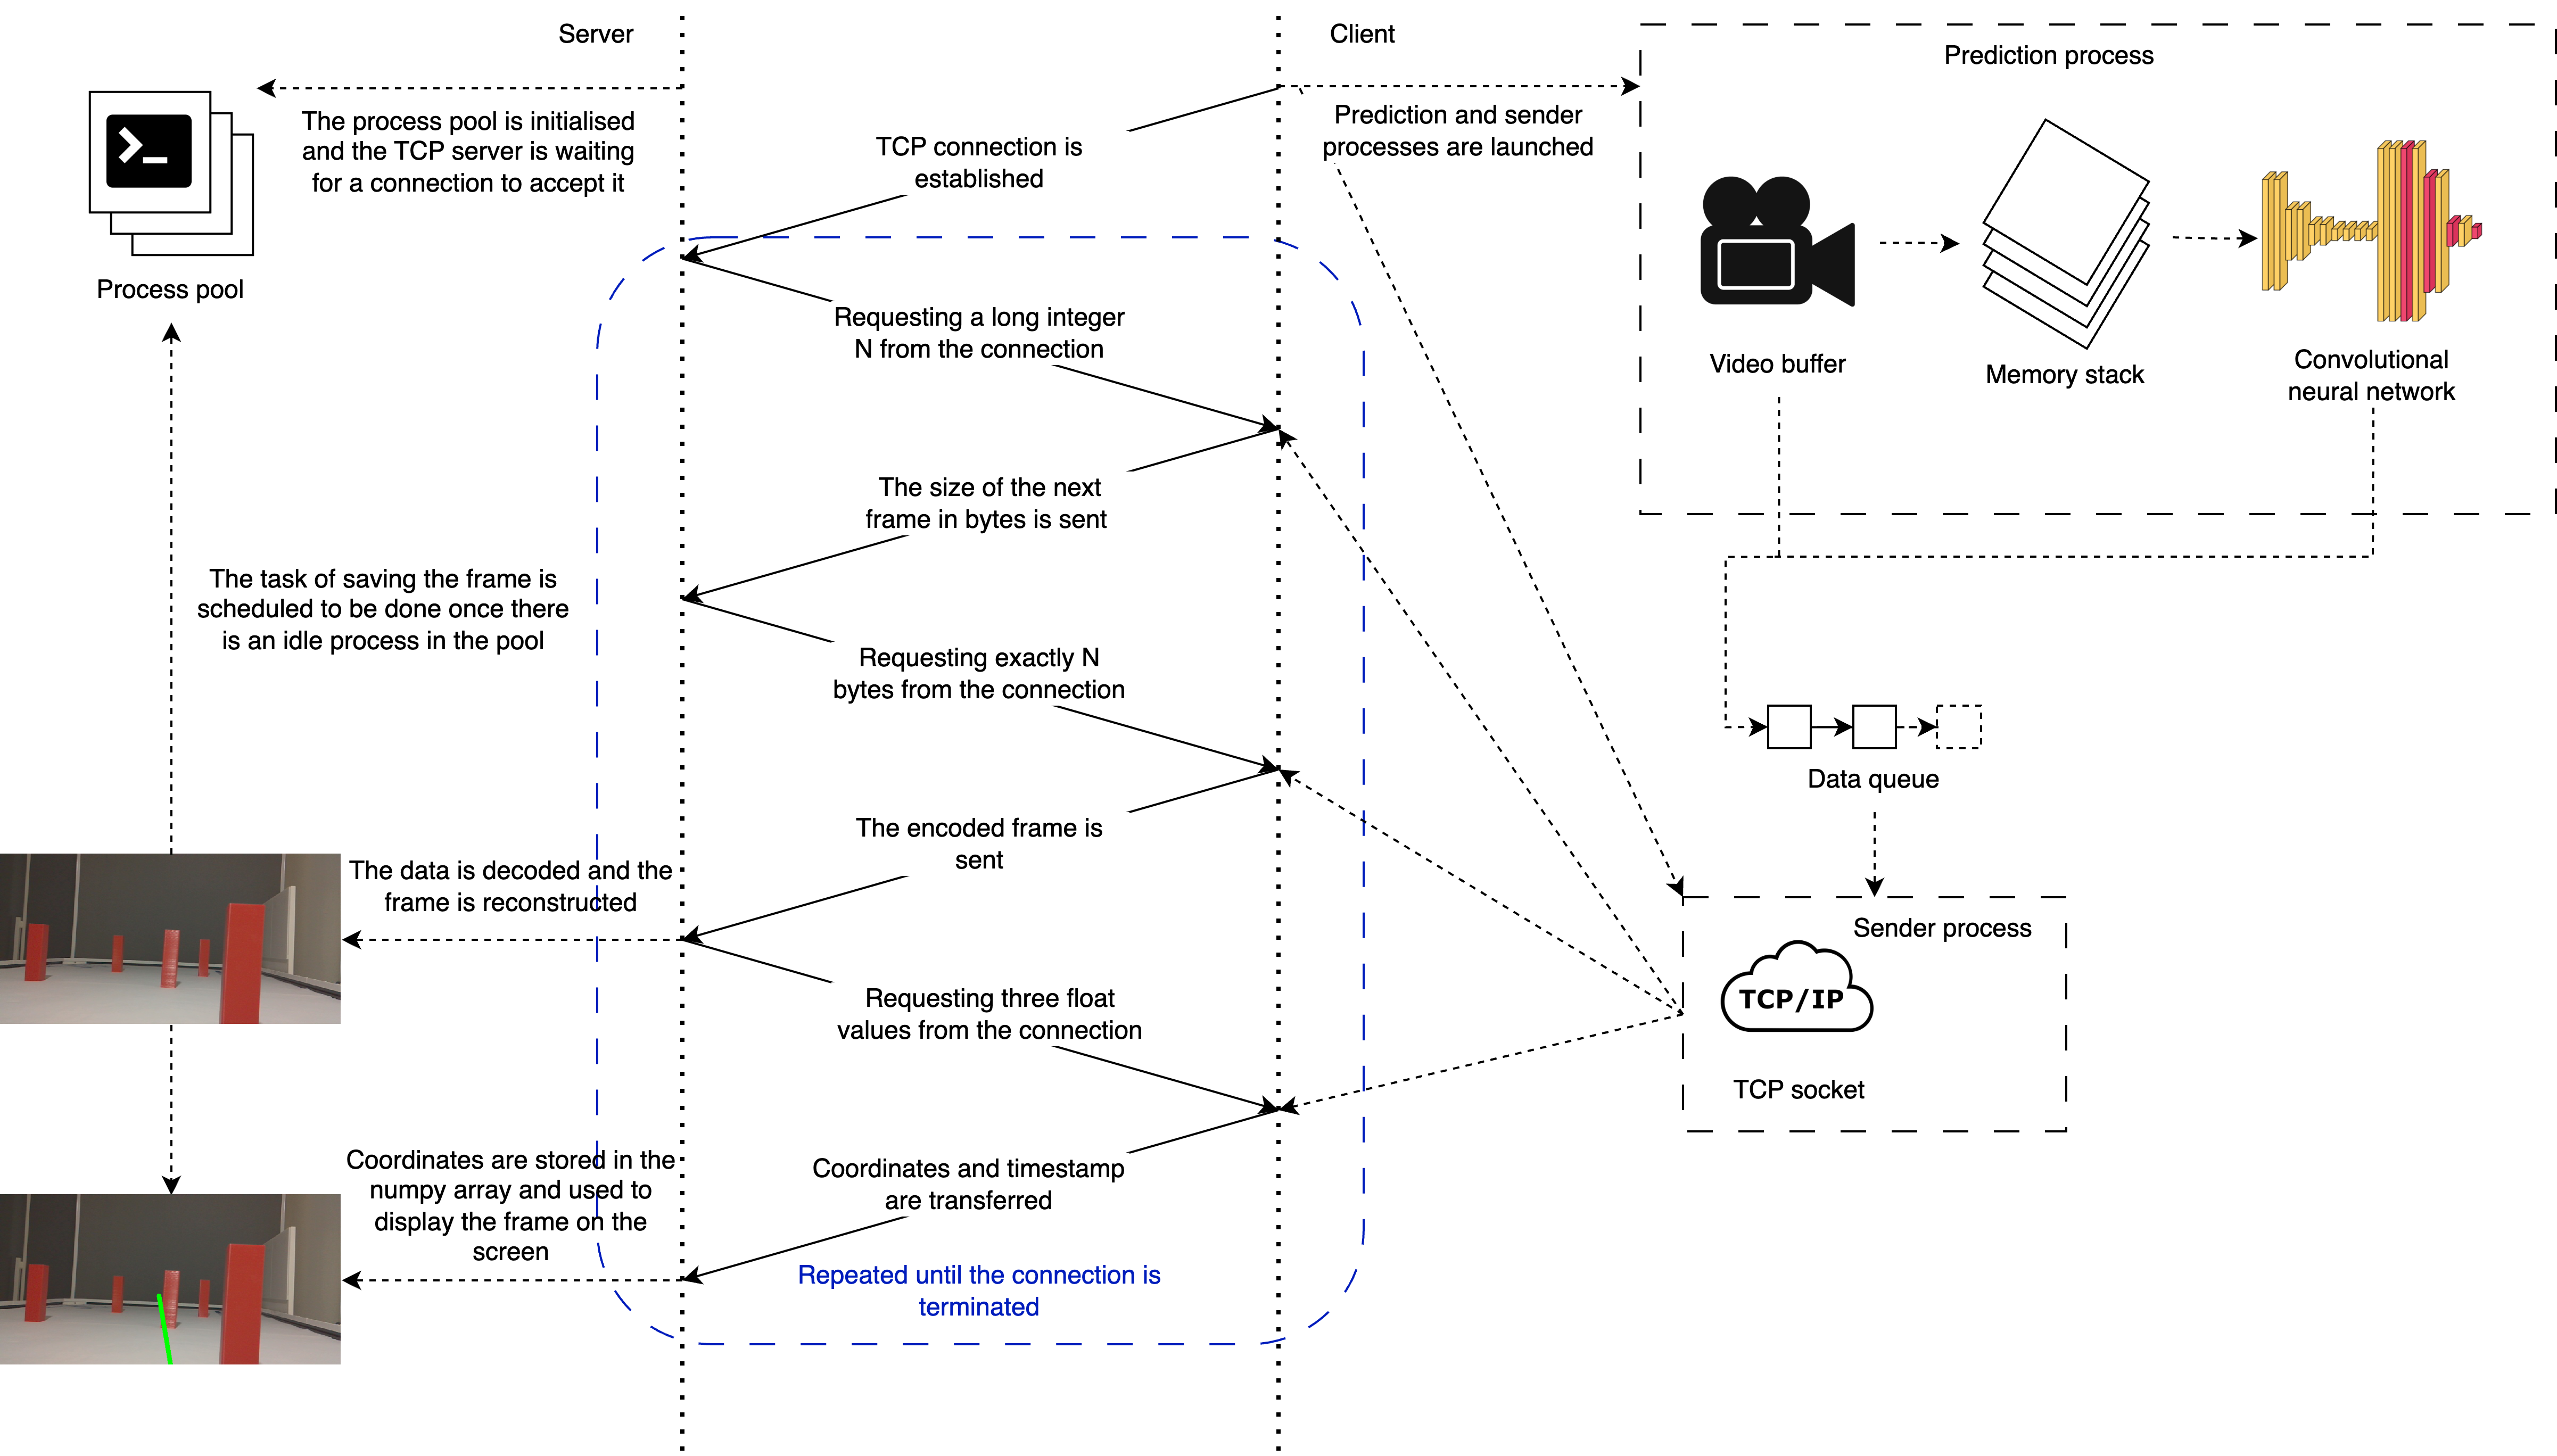 Server
Client
Prediction process
The process pool is initialised
and the TCP server is waiting
for a connection to accept it
Process pool
TCP connection is
established
Prediction and sender
processes are launched
Requesting a long integer
N from the connection
Video buffer
Memory stack
Convolutional
neural network
The size of the next
frame in bytes is sent
The task of saving the frame is
scheduled to be done once there
is an idle process in the pool
Requesting exactly N
bytes from the connection
Data queue
The encoded frame is
sent
The data is decoded and the
frame is reconstructed
Sender process
TCP/IP
TCP socket
Requesting three float
values from the connection
Coordinates are stored in the
numpy array and used to
display the frame on the
screen
Coordinates and timestamp
are transferred
Repeated until the connection is
terminated